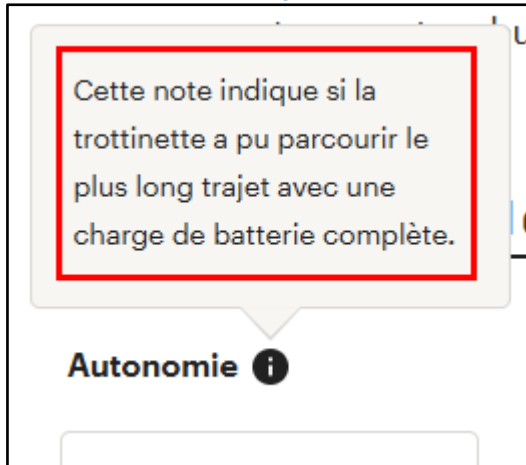 Cette note indique si la
trottinette a pu parcourir le
plus long trajet avec une
charge de batterie complète.
Autonomie